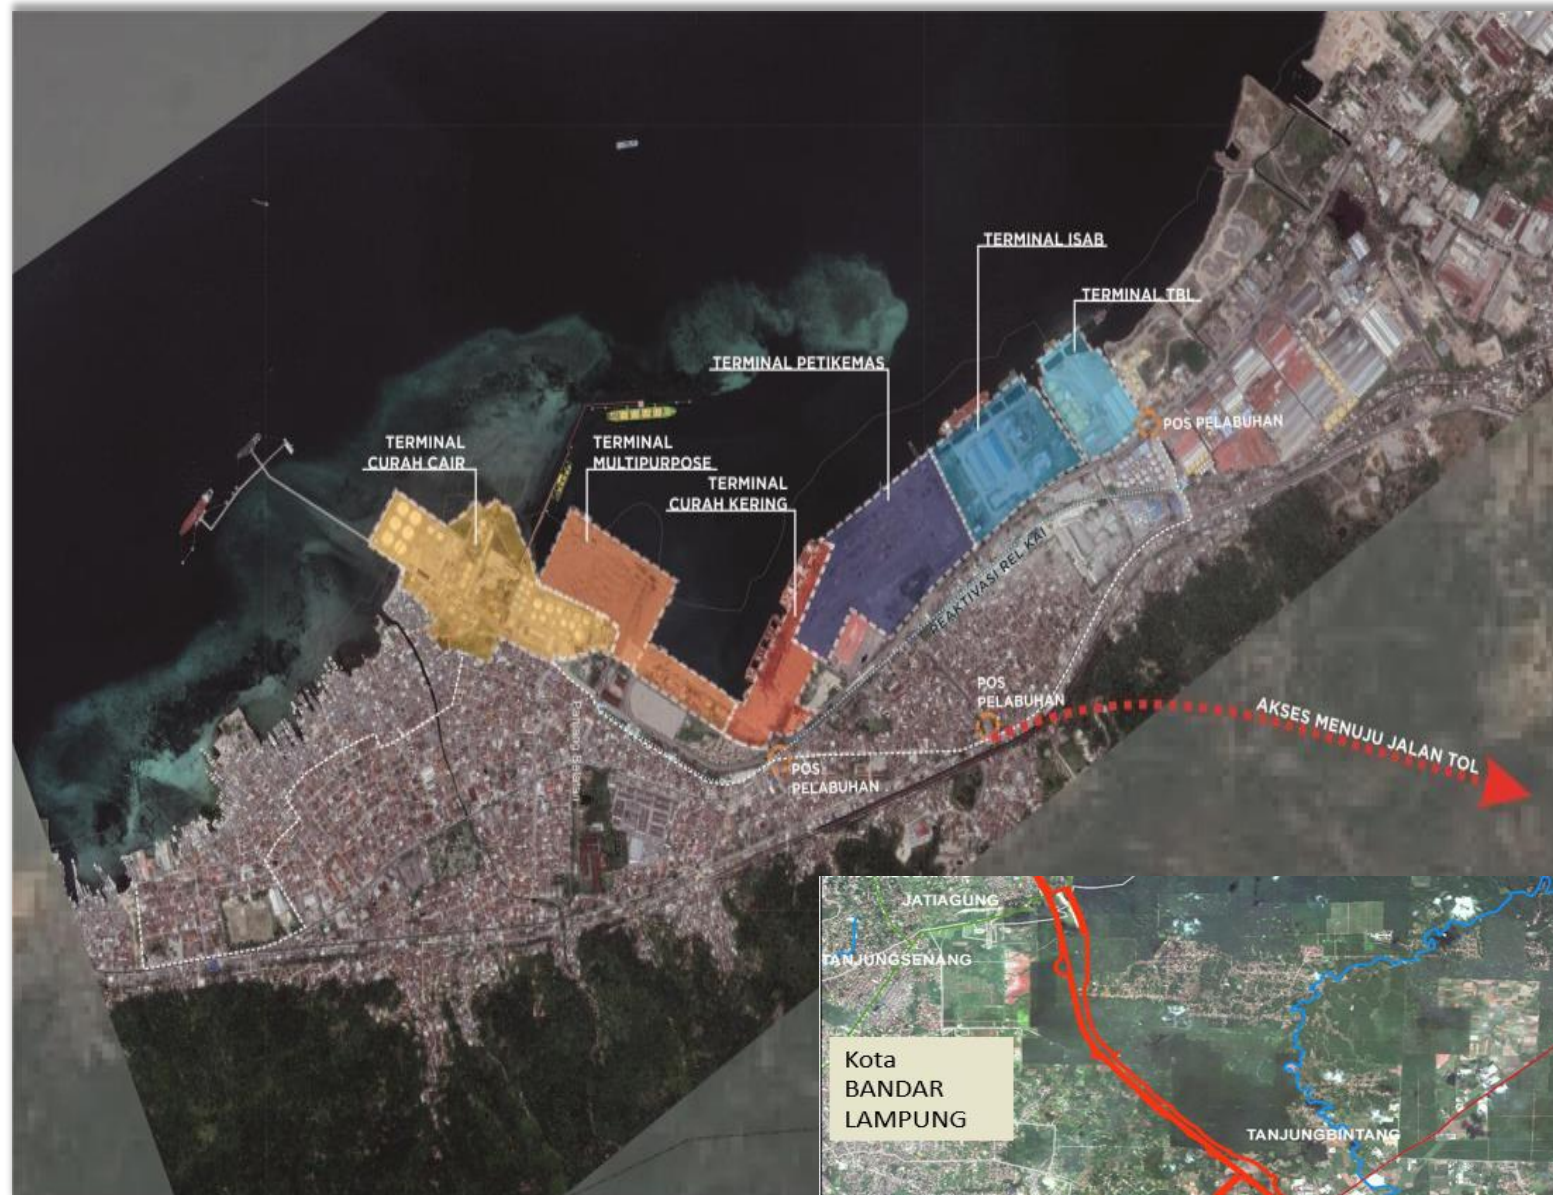 TERMINAL ISAB
TERMINAL TBL
TERMINAL PETIKEMAS
POS PELABUHAN
TERMINAL
CURAH CAIR
TERMINAL
MULTIPURPOSE
TERMINAL
CURAH KERING
REAKTIVASI REL KAI
POS
PELABUHAN
AKSES MENUJU JALAN TOL
POS
PELABUHAN
JATIAGUNG
TANJUNGSENANG
Kota
BANDAR
LAMPUNG
TANJUNGBINTANG